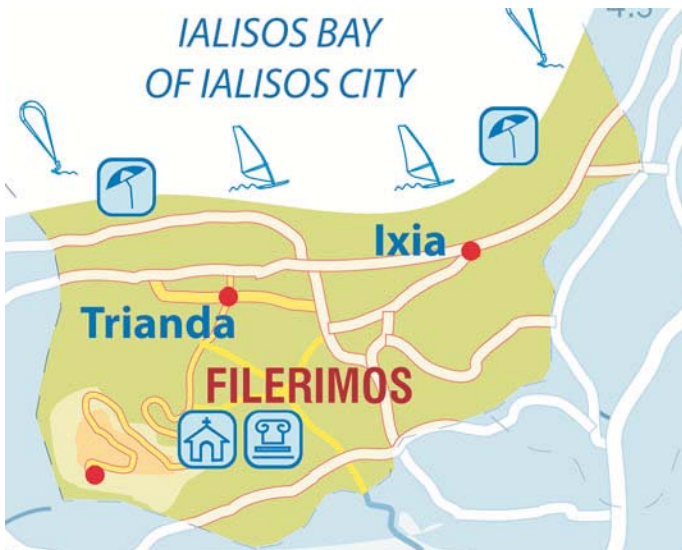 IALISOS BAY
OF IALISOS CITY
Ixia
Trianda
FILERIMOS